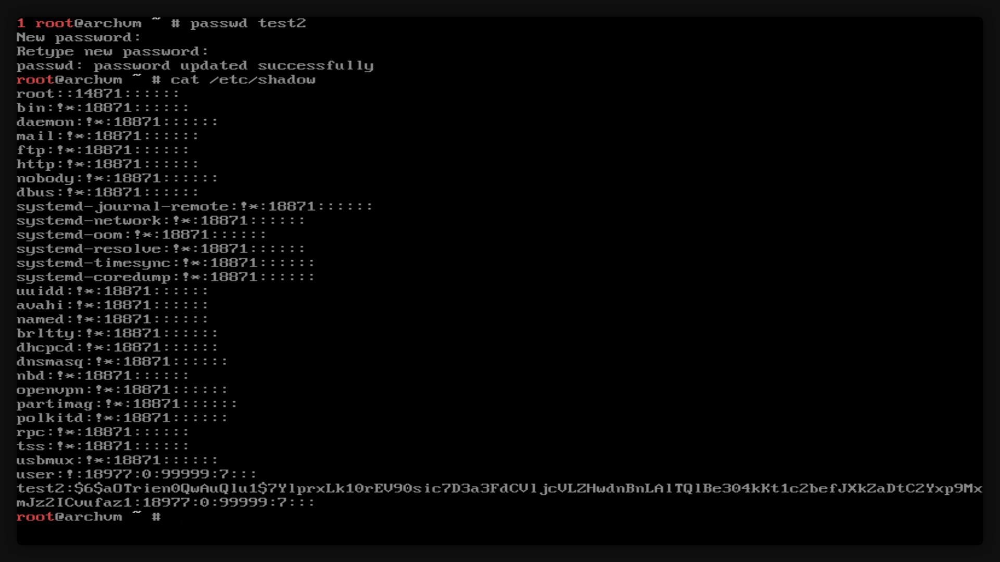 1 root@archvm ~ # passwd test2
New password:
Retype new password:
passwd: password updated successfully
root@archvm ~ # cat /etc/shadow
root::14871::::::
bin:!*:18871::::::
daemon:!*:18871::::::
mail:!*:18871::::::
ftp:!*:18871::::::
http:!*:18871::::::
nobody:!*:18871::::::
dbus:!*:18871::::::
systemd-journal-remote:!*:18871::::::
systemd-network:!*:18871::::::
systemd-oom:!*:18871::::::
systemd-resolve:!*:18871::::::
systemd-timesync:!*:18871::::::
systemd-coredump:!*:18871::::::
uuidd:!*:18871::::::
avahi:!*:18871::::::
named:!*:18871::::::
brltty:!*:18871::::::
dhcpcd:!*:18871::::::
dnsmasq:!*:18871::::::
nbd:!*:18871::::::
openvpn:!*:18871::::::
partimag:!*:18871::::::
polkitd:!*:18871::::::
rpc:!*:18871::::::
tss:!*:18871::::::
usbmux:!*:18871::::::
user:!:18977:0:99999:7:::
test2:$6$aOTrien0QwAuQlu1$7YlprxLk10rEV90sic7D3a3FdCVljcVLZHwdnBnLAlTQlBe304kKt1c2befJXkZaDtC2Yxp9Mx
mJz2ICvufaz1:18977:0:99999:7:::
root@archvm ~ #